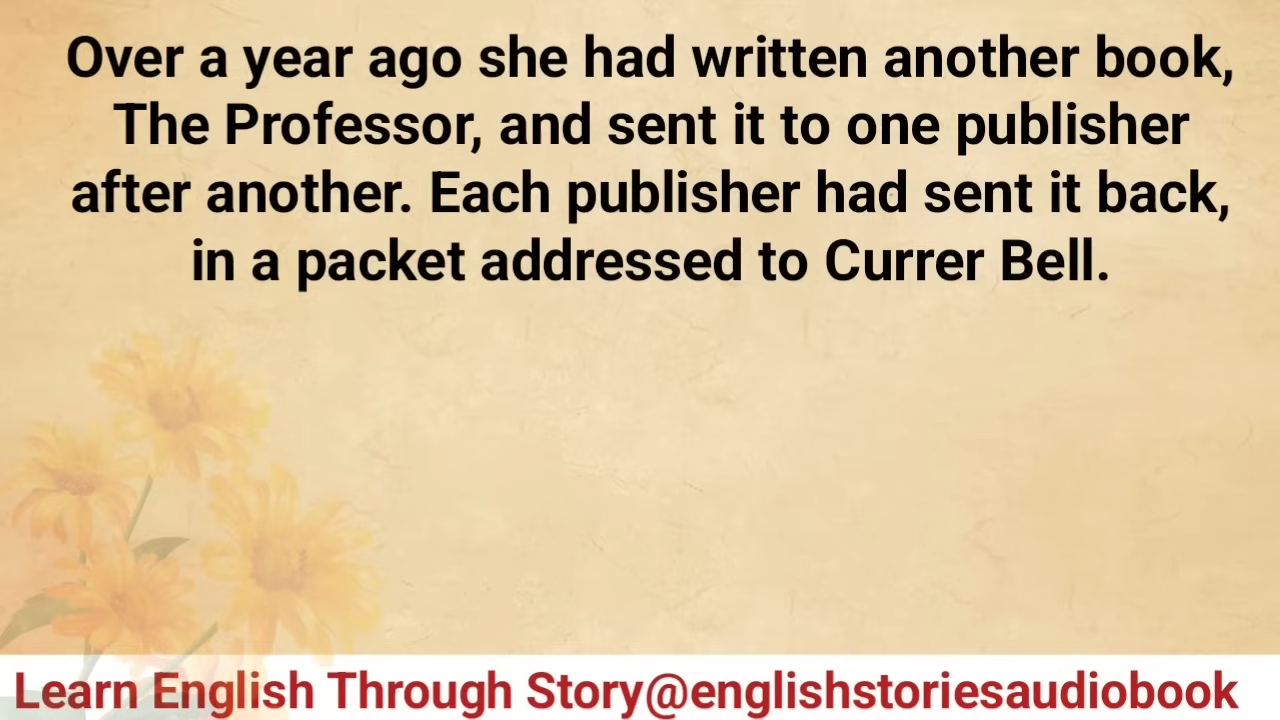 Over a year ago she had written another book,
The Professor, and sent it to one publisher
after another. Each publisher had sent it back,
in a packet addressed to Currer Bell.
Learn English Through Story@englishstoriesaudiobook